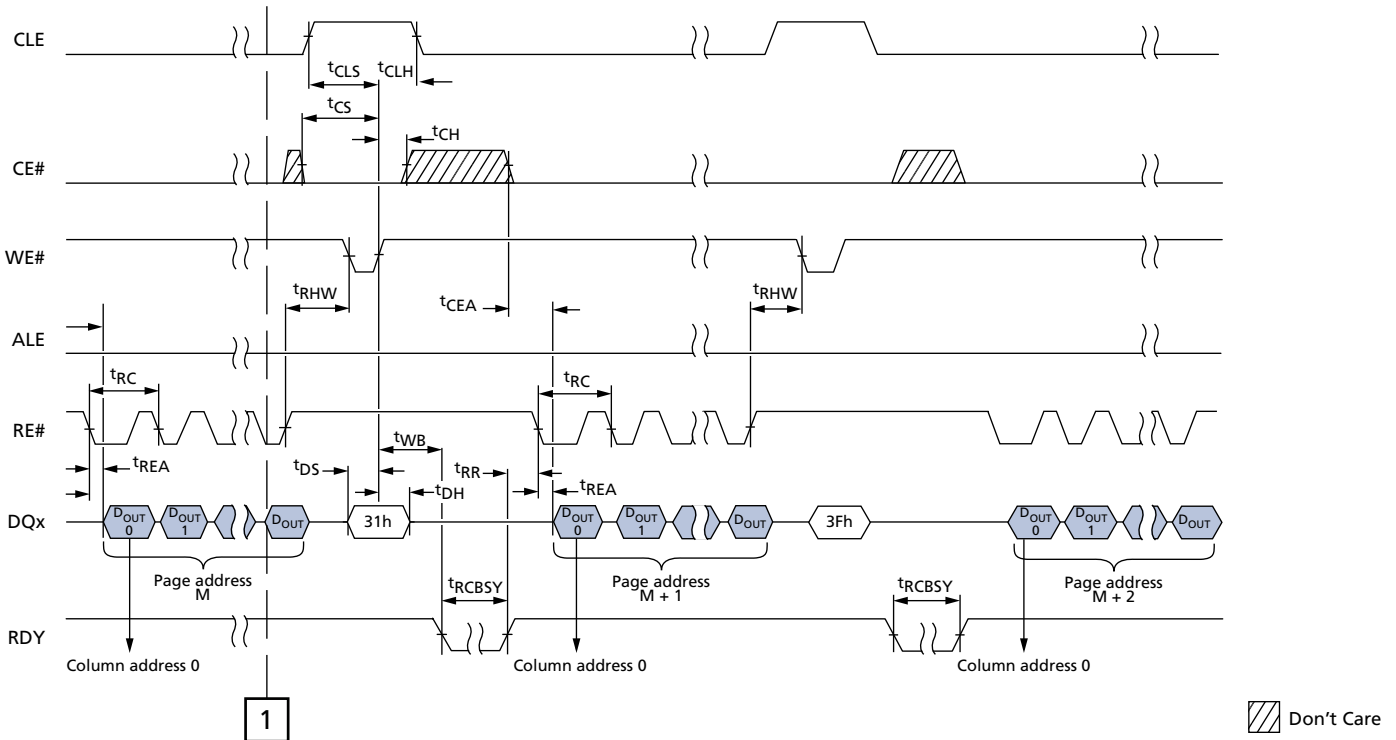 CLE
tCLS tCLH
tCS
tCH
CE#
WE#
tRHW
tCEA
tRHW
ALE
tRC
tRC
RE#
tWB
tREA
tDS
tRR
tDH
tREA
DQx
DOUT 0
DOUT 1
DOUT
31h
DOUT 0
DOUT 1
DOUT
3Fh
DOUT 0
DOUT 1
DOUT
Page address
M
Page address
M + 1
Page address
M + 2
tRCBSY
tRCBSY
RDY
Column address 0
Column address 0
Column address 0
1
Don't Care